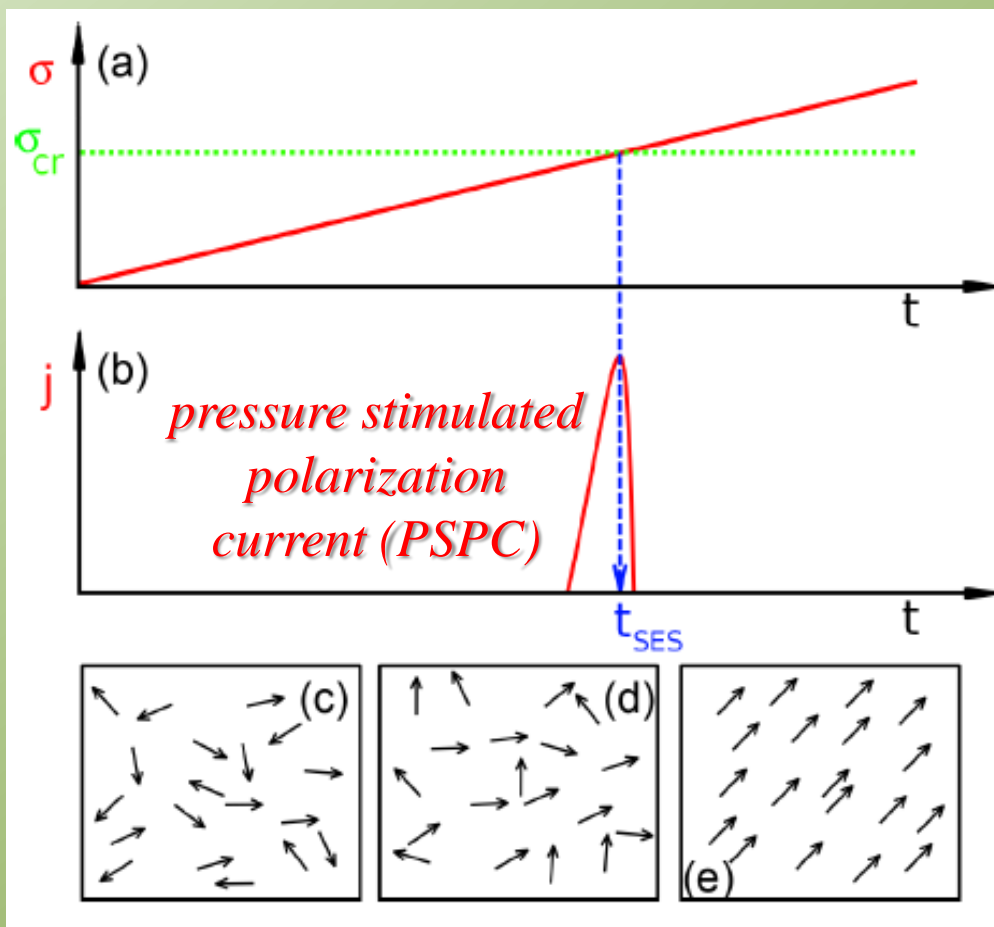 (a)
σ
σcr
t
(b)
j
pressure stimulated
polarization
current (PSPC)
t
tSES
(c)
(d)
(e)